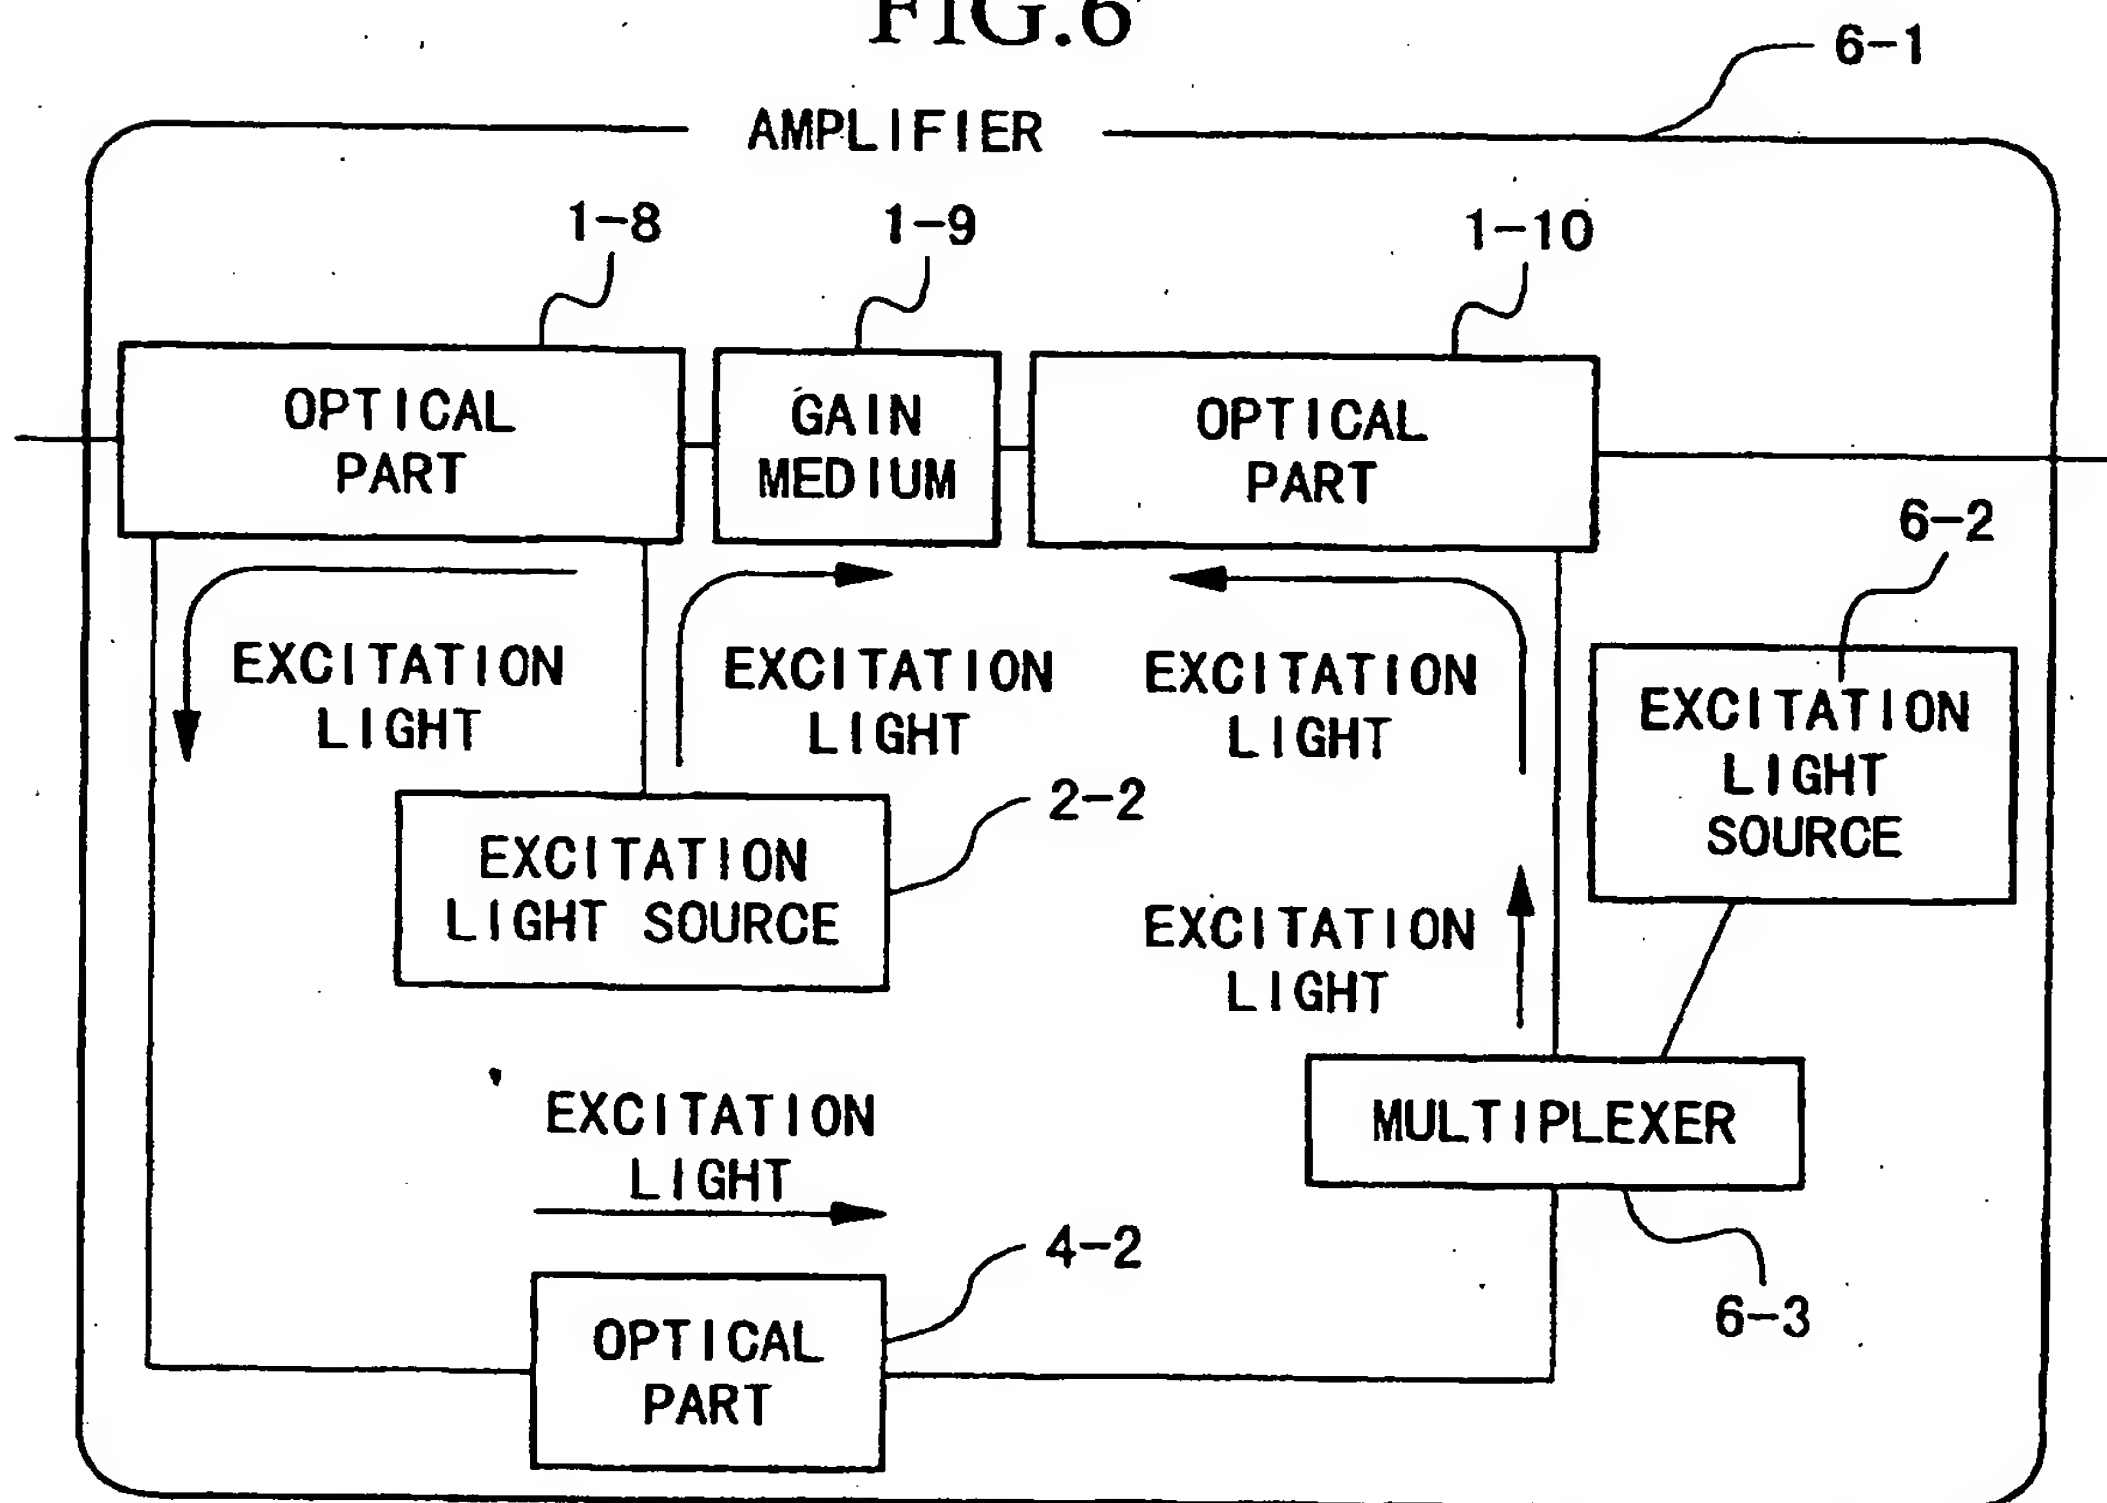 FIG.6
6-1
AMPLIFIER
1-8
1-9
1-10
OPTICAL
PART
GAIN
MEDIUM
OPTICAL
PART
6-2
EXCITATION
LIGHT
EXCITATION
LIGHT
EXCITATION
LIGHT
EXCITATION
LIGHT
SOURCE
2-2
EXCITATION
LIGHT SOURCE
EXCITATION
LIGHT
MULTIPLEXER
EXCITATION
LIGHT
4-2
6-3
OPTICAL
PART